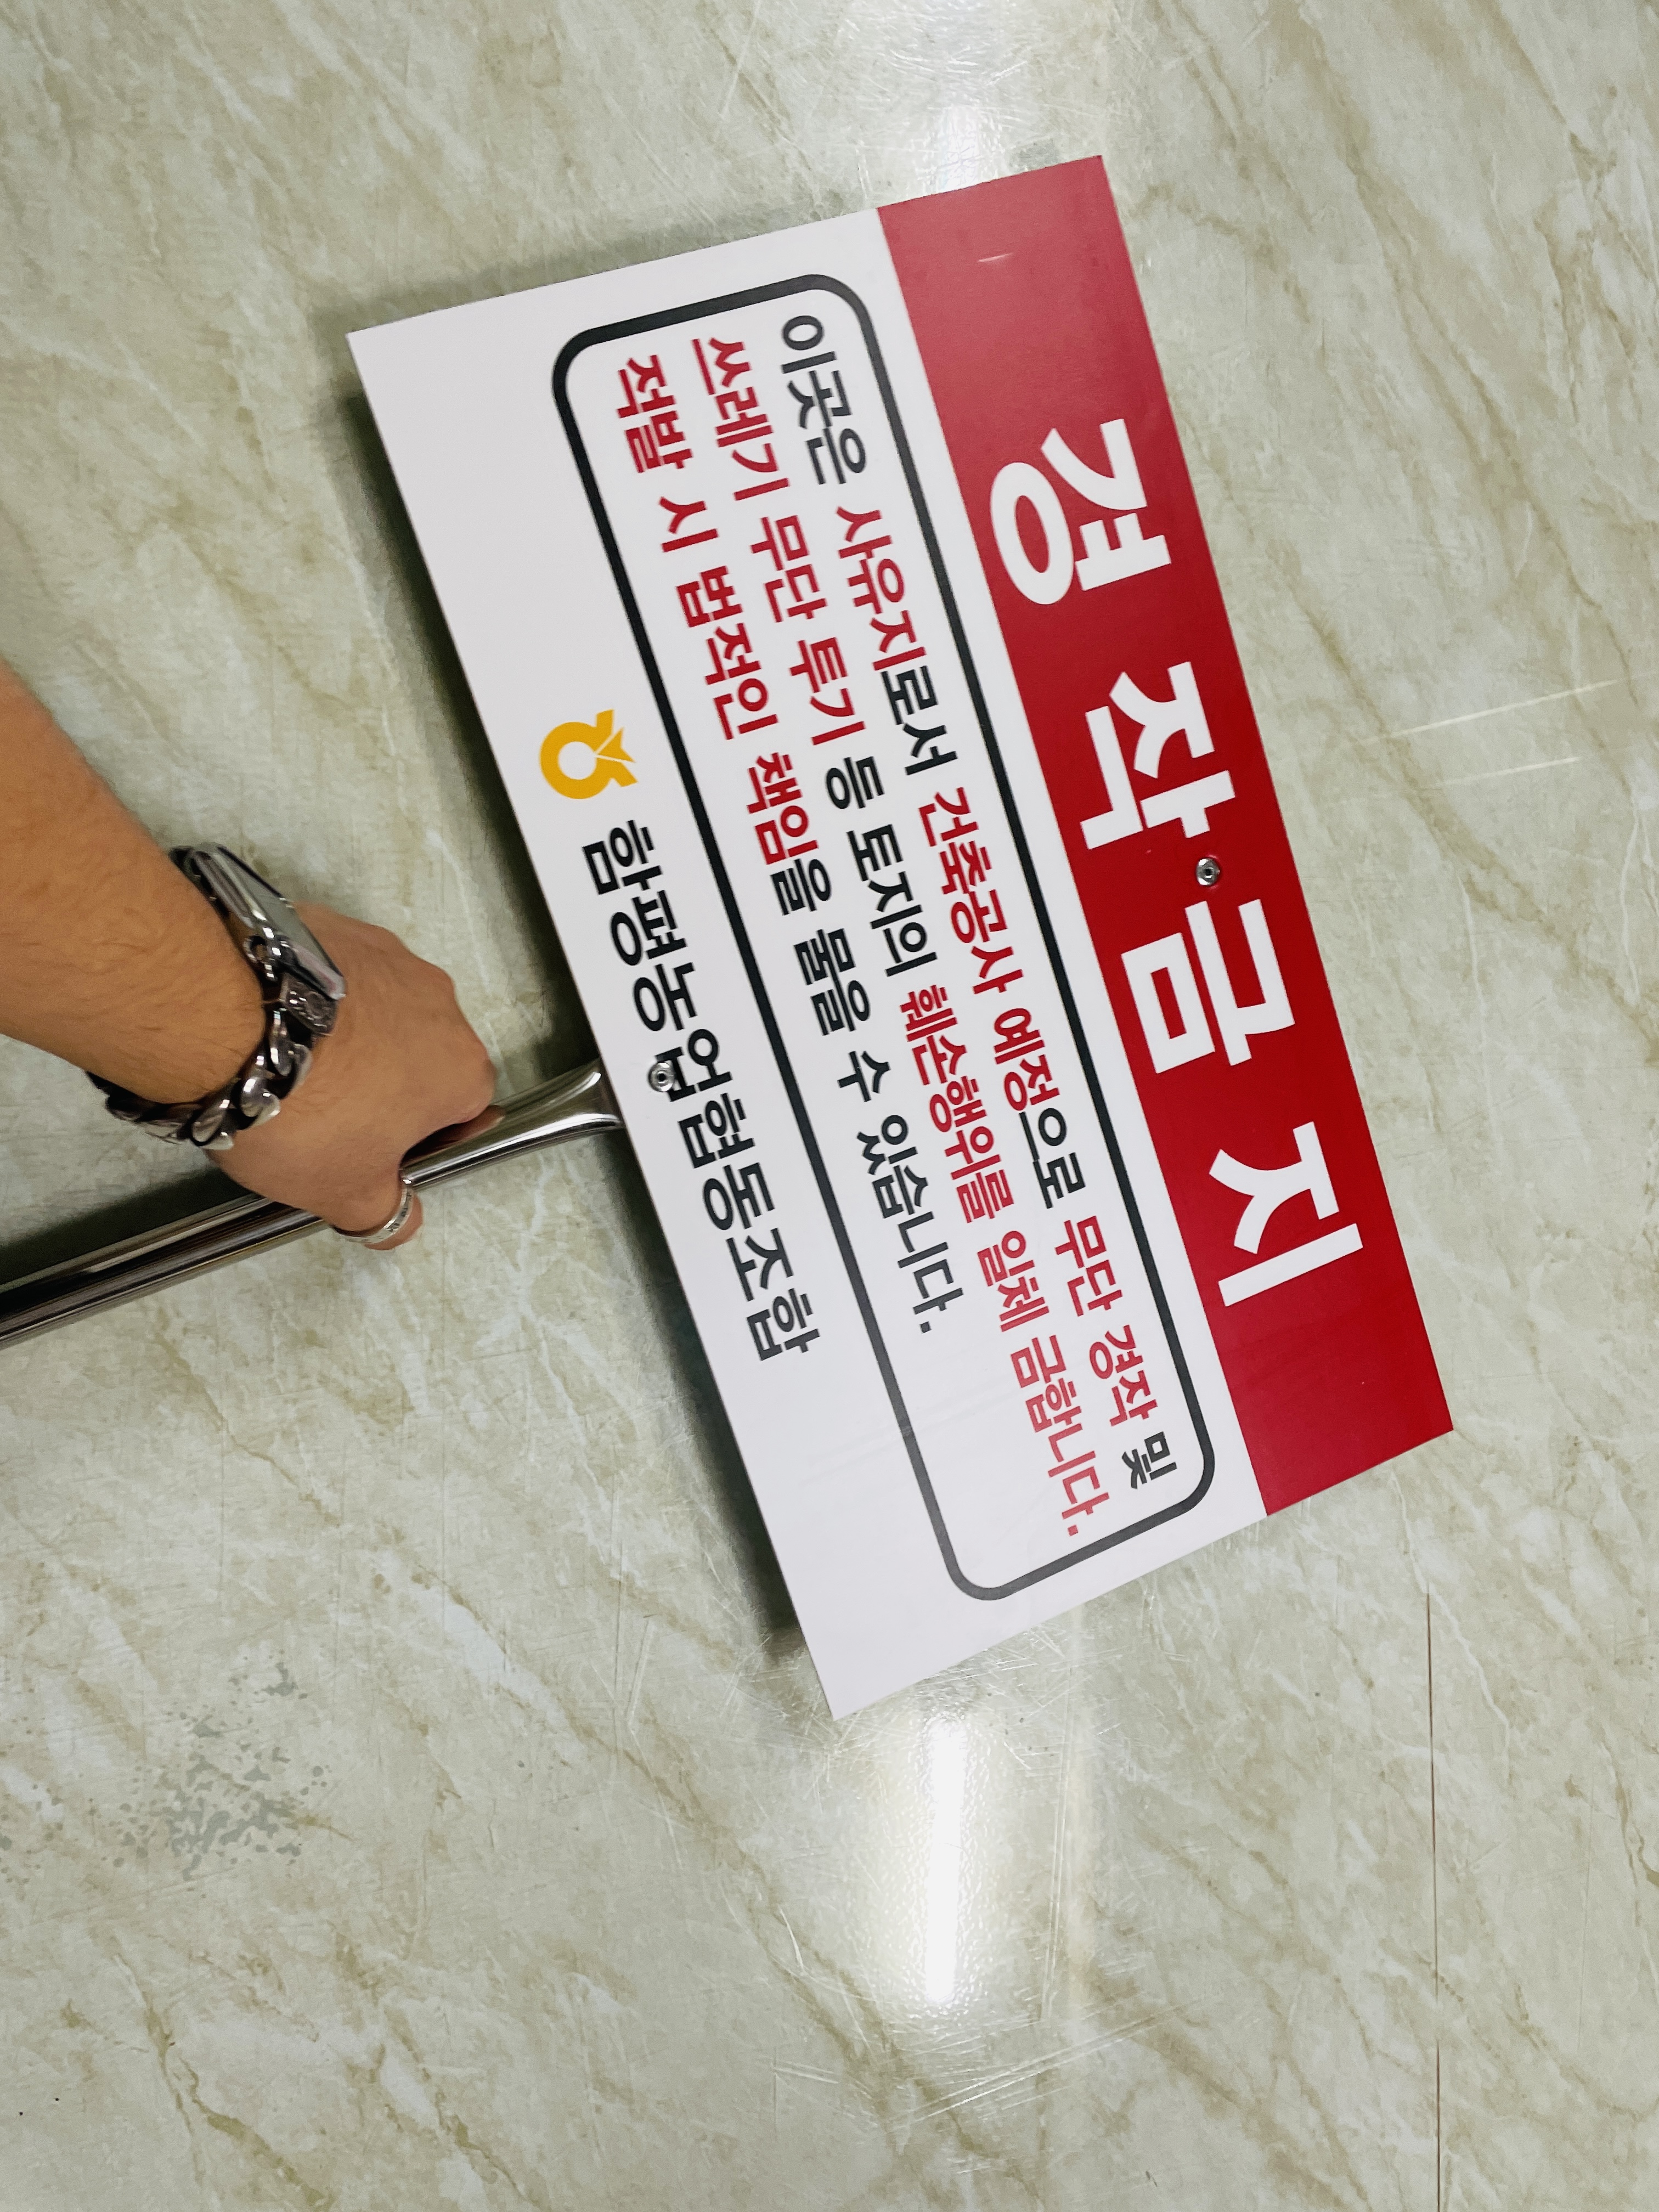 경 작 금 지
이곳은 사유지로서 건축공사 예정으로 무단 경작 및
쓰레기 무단 투기 등 토지의 훼손행위를 일체 금합니다.
적발 시 법적인 책임을 물을 수 있습니다.
함평농업협동조합